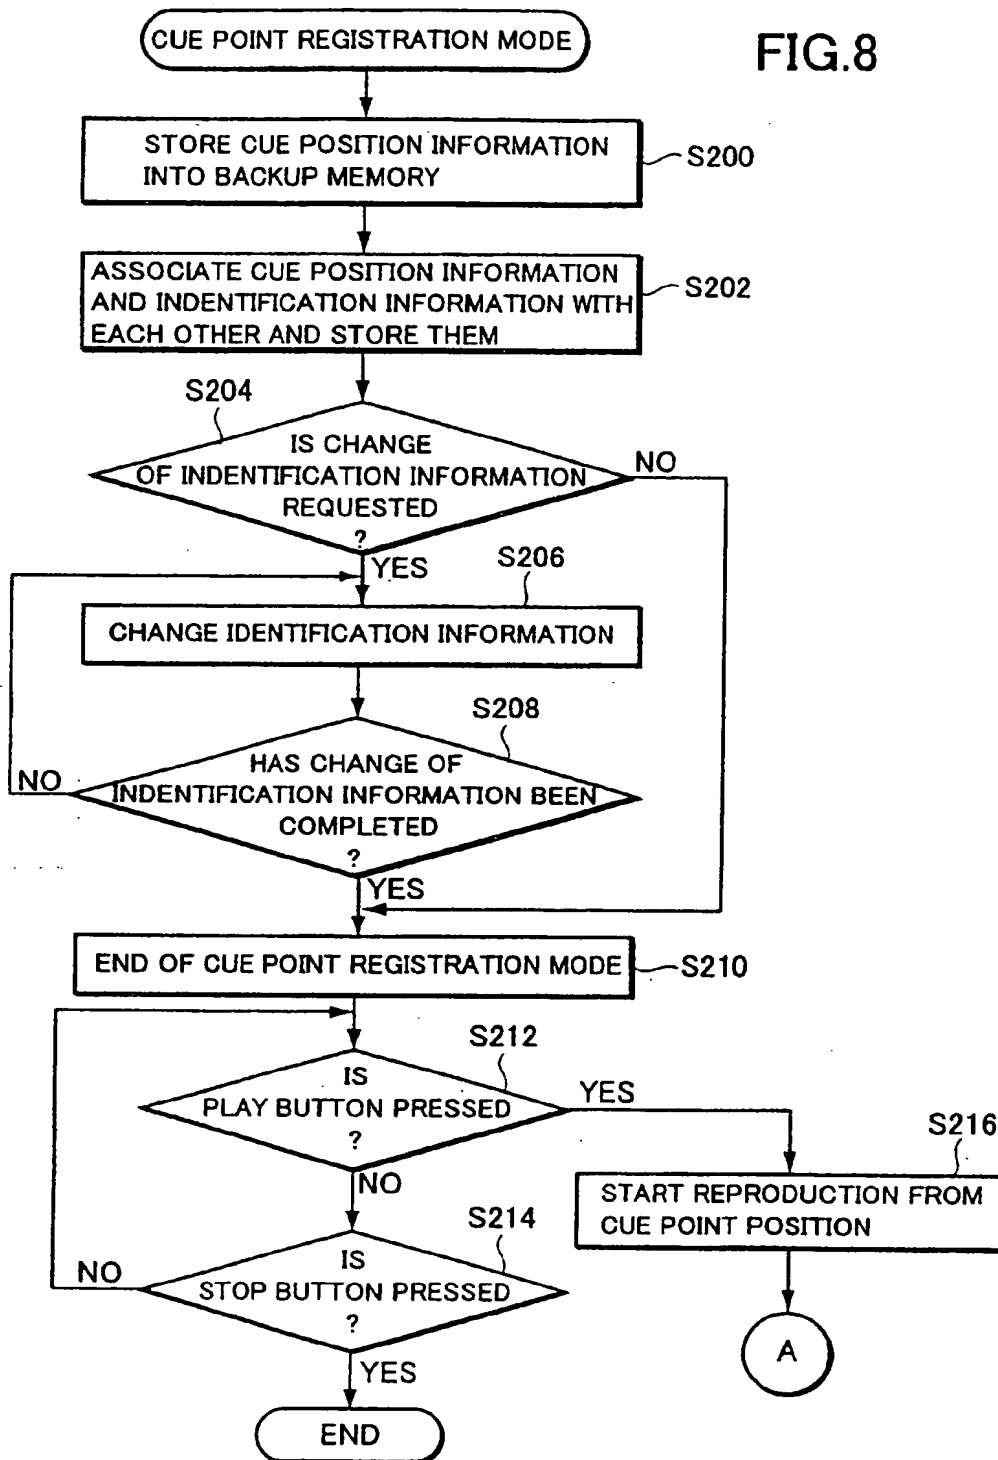 CUE POINT REGISTRATION MODE
FIG.8
STORE CUE POSITION INFORMATION
INTO BACKUP MEMORY
S200
ASSOCIATE CUE POSITION INFORMATION
AND INDENTIFICATION INFORMATION WITH
EACH OTHER AND STORE THEM
S202
S204
IS CHANGE
OF INDENTIFICATION INFORMATION
REQUESTED
?
NO
YES
S206
CHANGE IDENTIFICATION INFORMATION
S208
HAS CHANGE OF
INDENTIFICATION INFORMATION BEEN
COMPLETED
?
NO
YES
END OF CUE POINT REGISTRATION MODE
S210
S212
IS
PLAY BUTTON PRESSED
?
YES
NO
S216
START REPRODUCTION FROM
CUE POINT POSITION
S214
IS
STOP BUTTON PRESSED
?
NO
YES
A
END